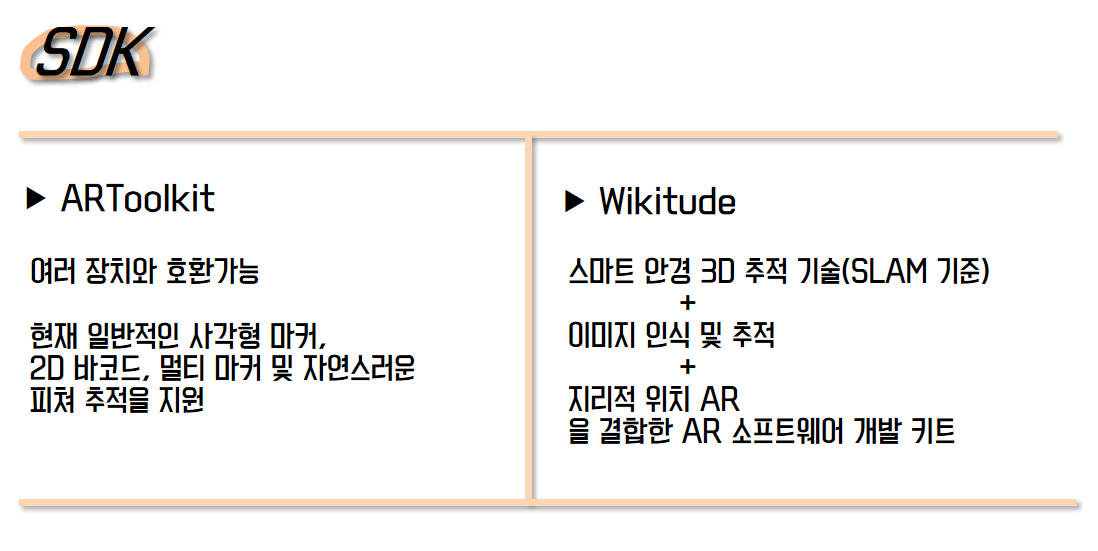 SDK
▶ ARToolkit
여러 장치와 호환가능
현재 일반적인 사각형 마커,
2D 바코드, 멀티 마커 및 자연스러운
피쳐 추적을 지원
▶ Wikitude
스마트 안경 3D 추적 기술(SLAM 기준)
+
이미지 인식 및 추적
+
지리적 위치 AR
을 결합한 AR 소프트웨어 개발 키트